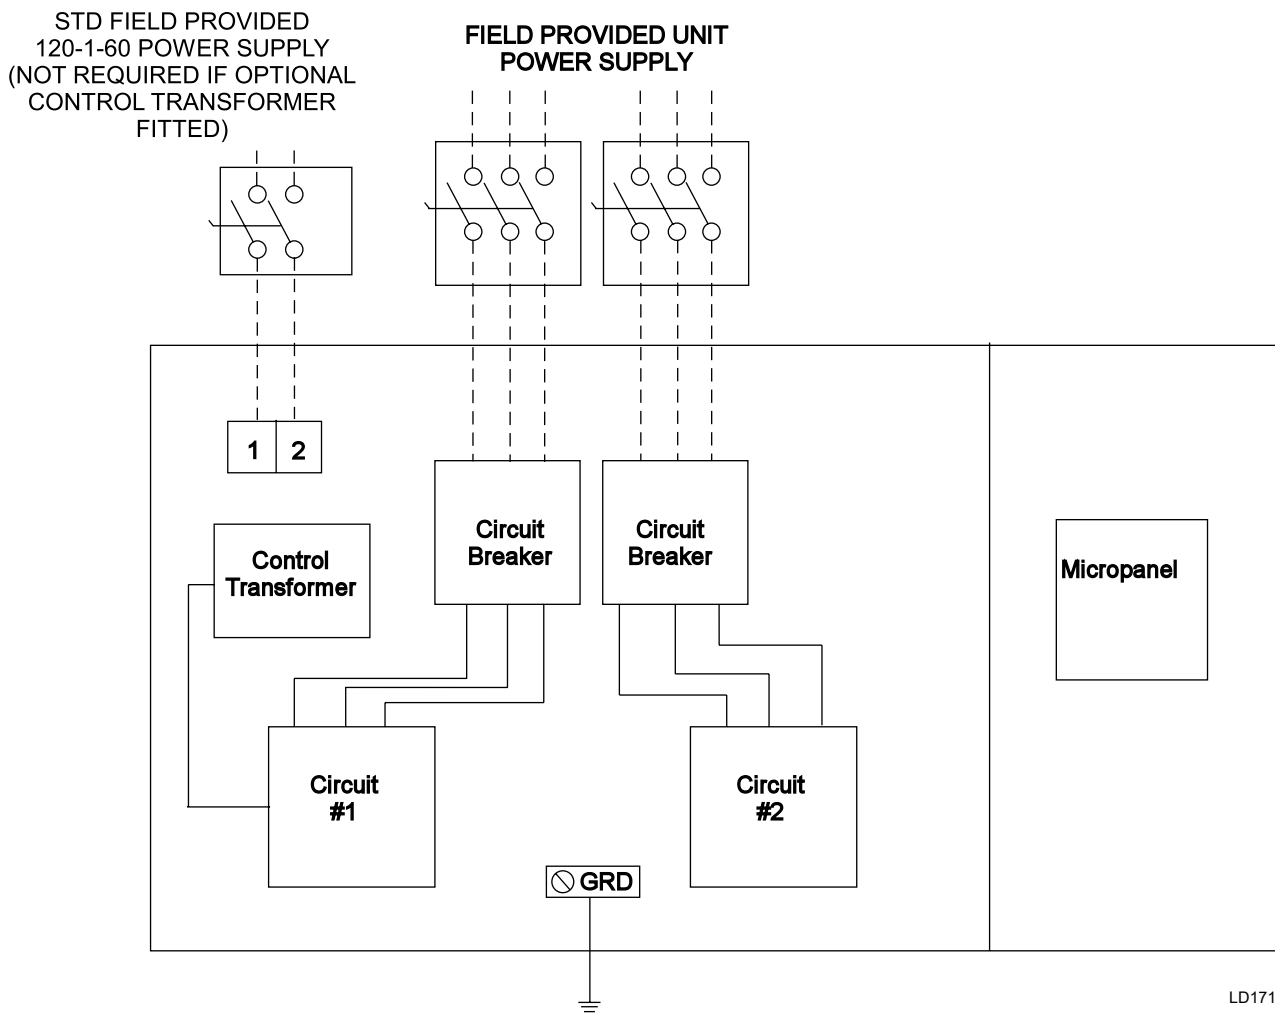 STD FIELD PROVIDED
120-1-60 POWER SUPPLY
(NOT REQUIRED IF OPTIONAL
CONTROL TRANSFORMER
FITTED)
FIELD PROVIDED UNIT
POWER SUPPLY
1
2
Circuit
Breaker
Circuit
Breaker
Control
Transformer
Micropanel
Circuit
#1
Circuit
#2
GRD
LD171